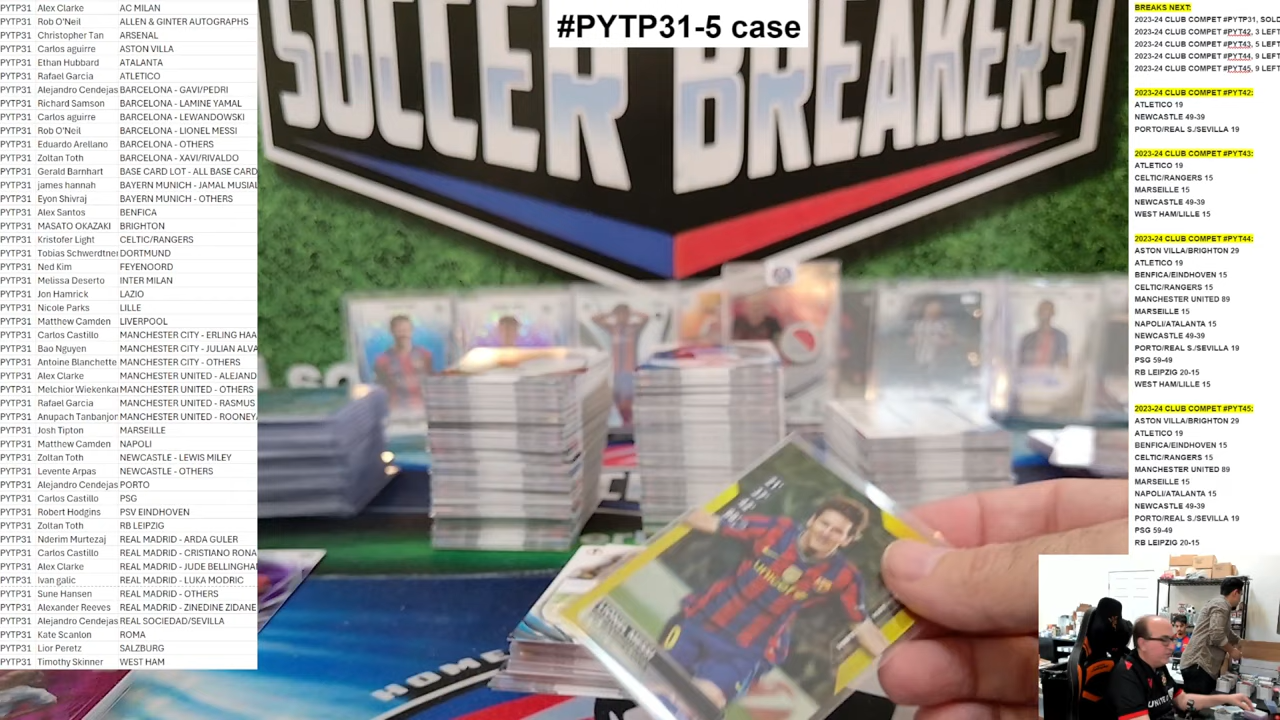 #PYTP31-5 case
SOCCER BREAKERS
PYTP31 Alex Clarke AC MILAN
PYTP31 Rob O'Neil ALLEN & GINTER AUTOGRAPHS
PYTP31 Christopher Tan ARSENAL
PYTP31 Carlos aguirre ASTON VILLA
PYTP31 Ethan Hubbard ATALANTA
PYTP31 Rafael Garcia ATLETICO
PYTP31 Alejandro Cendejas BARCELONA - GAVI/PEDRI
PYTP31 Richard Samson BARCELONA - LAMINE YAMAL
PYTP31 Carlos aguirre BARCELONA - LEWANDOWSKI
PYTP31 Rob O'Neil BARCELONA - LIONEL MESSI
PYTP31 Eduardo Arellano BARCELONA - OTHERS
PYTP31 Zoltan Toth BARCELONA - XAVI/RIVALDO
PYTP31 Gerald Barnhart BASE CARD LOT - ALL BASE CARD
PYTP31 james hannah BAYERN MUNICH - JAMAL MUSIAL
PYTP31 Eyon Shivraj BAYERN MUNICH - OTHERS
PYTP31 Alex Santos BENFICA
PYTP31 MASATO OKAZAKI BRIGHTON
PYTP31 Kristofer Light CELTIC/RANGERS
PYTP31 Tobias Schwerdtner DORTMUND
PYTP31 Ned Kim FEYENOORD
PYTP31 Melissa Deserto INTER MILAN
PYTP31 Jon Hamrick LAZIO
PYTP31 Nicole Parks LILLE
PYTP31 Matthew Camden LIVERPOOL
PYTP31 Carlos Castillo MANCHESTER CITY - ERLING HAA
PYTP31 Bao Nguyen MANCHESTER CITY - JULIAN ALVA
PYTP31 Antoine Blanchette MANCHESTER CITY - OTHERS
PYTP31 Alex Clarke MANCHESTER UNITED - ALEJAND
PYTP31 Melchior Wiekenkar MANCHESTER UNITED - OTHERS
PYTP31 Rafael Garcia MANCHESTER UNITED - RASMUS
PYTP31 Anupach Tanbanjor MANCHESTER UNITED - ROONEY
PYTP31 Josh Tipton MARSEILLE
PYTP31 Matthew Camden NAPOLI
PYTP31 Zoltan Toth NEWCASTLE - LEWIS MILEY
PYTP31 Levente Arpas NEWCASTLE - OTHERS
PYTP31 Alejandro Cendejas PORTO
PYTP31 Carlos Castillo PSG
PYTP31 Robert Hodgins PSV EINDHOVEN
PYTP31 Zoltan Toth RB LEIPZIG
PYTP31 Nderim Murtezaj REAL MADRID - ARDA GULER
PYTP31 Carlos Castillo REAL MADRID - CRISTIANO RONA
PYTP31 Alex Clarke REAL MADRID - JUDE BELLINGHA
PYTP31 Ivan galic REAL MADRID - LUKA MODRIC
PYTP31 Sune Hansen REAL MADRID - OTHERS
PYTP31 Alexander Reeves REAL MADRID - ZINEDINE ZIDANE
PYTP31 Alejandro Cendejas REAL SOCIEDAD/SEVILLA
PYTP31 Kate Scanlon ROMA
PYTP31 Lior Peretz SALZBURG
PYTP31 Timothy Skinner WEST HAM
HOME
BREAKS NEXT:
2023-24 CLUB COMPET #PYTP31, SOLD
2023-24 CLUB COMPET #PYT42, 3 LEFT
2023-24 CLUB COMPET #PYT43, 5 LEFT
2023-24 CLUB COMPET #PYT44, 9 LEFT
2023-24 CLUB COMPET #PYT45, 9 LEFT
2023-24 CLUB COMPET #PYT42:
ATLETICO 19
NEWCASTLE 49-39
PORTO/REAL S./SEVILLA 19
2023-24 CLUB COMPET #PYT43:
ATLETICO 19
CELTIC/RANGERS 15
MARSEILLE 15
NEWCASTLE 49-39
WEST HAM/LILLE 15
2023-24 CLUB COMPET #PYT44:
ASTON VILLA/BRIGHTON 29
ATLETICO 19
BENFICA/EINDHOVEN 15
CELTIC/RANGERS 15
MANCHESTER UNITED 89
MARSEILLE 15
NAPOLI/ATALANTA 15
NEWCASTLE 49-39
PORTO/REAL S./SEVILLA 19
PSG 59-49
RB LEIPZIG 20-15
WEST HAM/LILLE 15
2023-24 CLUB COMPET #PYT45:
ASTON VILLA/BRIGHTON 29
ATLETICO 19
BENFICA/EINDHOVEN 15
CELTIC/RANGERS 15
MANCHESTER UNITED 89
MARSEILLE 15
NAPOLI/ATALANTA 15
NEWCASTLE 49-39
PORTO/REAL S./SEVILLA 19
PSG 59-49
RB LEIPZIG 20-15